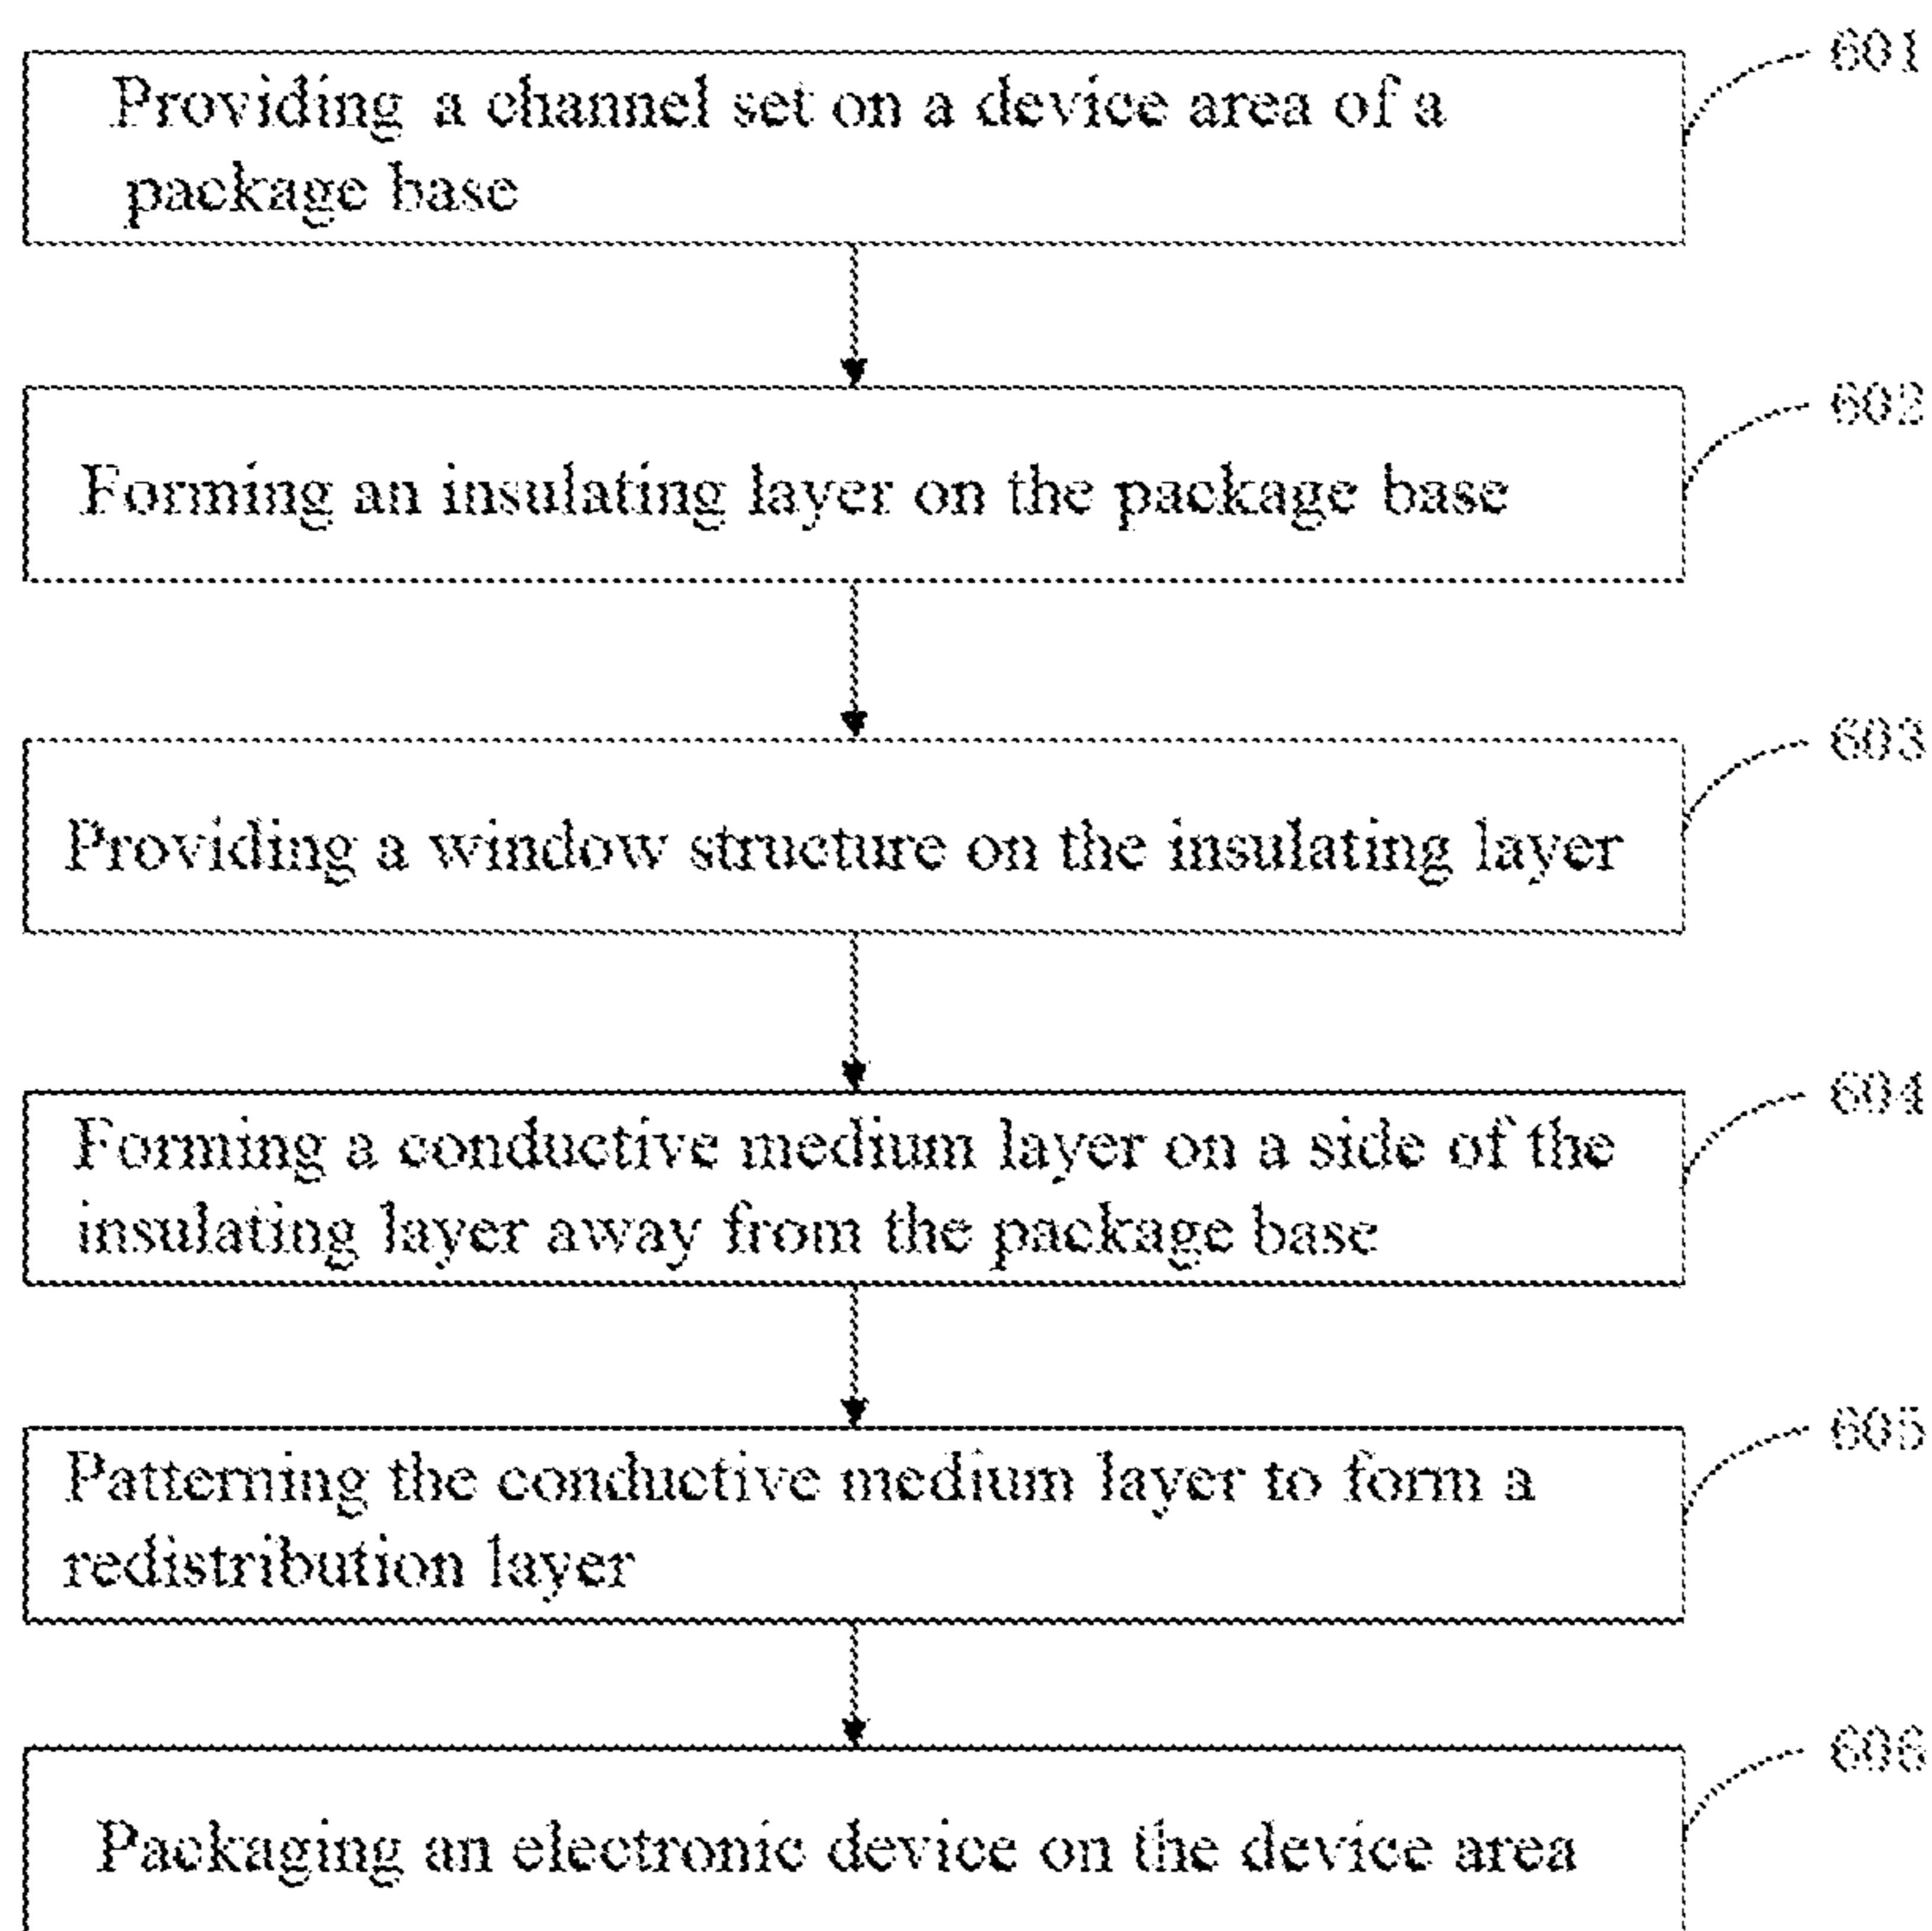 601
Providing a channel set on a device area of a
package base
602
Forming an insulating layer on the package base
603
Providing a window structure on the insulating layer
604
Forming a conductive medium layer on a side of the
insulating layer away from the package base
605
Patterning the conductive medium layer to form a
redistribution layer
606
Packaging an electronic device on the device area